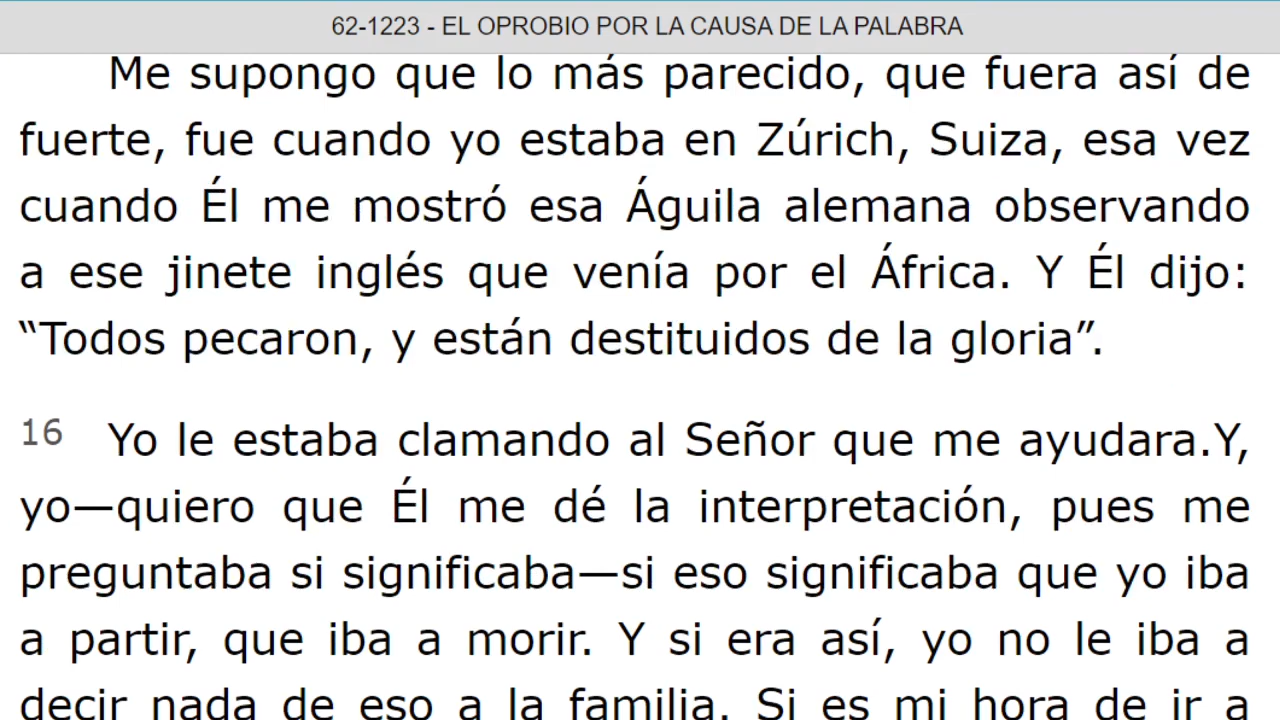 62-1223 - EL OPROBIO POR LA CAUSA DE LA PALABRA
Me supongo que lo más parecido, que fuera así de
fuerte, fue cuando yo estaba en Zúrich, Suiza, esa vez
cuando Él me mostró esa Águila alemana observando
a ese jinete inglés que venía por el África. Y Él dijo:
“Todos pecaron, y están destituidos de la gloria”.
16 Yo le estaba clamando al Señor que me ayudara.Y,
yo—quiero que Él me dé la interpretación, pues me
preguntaba si significaba—si eso significaba que yo iba
a partir, que iba a morir. Y si era así, yo no le iba a
decir nada de eso a la familia. Si es mi hora de ir a